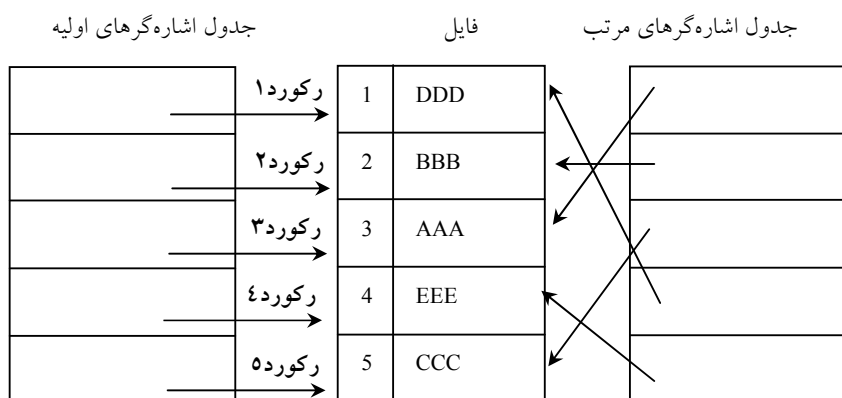 جدول اشاره‌گرهای مرتب	فایل	جدول اشاره‌گرهای اولیه
رکورد۱	1	DDD
رکورد۲	2	BBB
رکورد۳	3	AAA
رکورد٤	4	EEE
رکورد٥	5	CCC